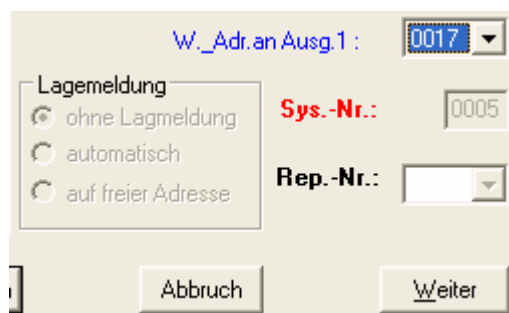 W._Adr.an Ausg.1 : 0017
Lagemeldung
ohne Lagmeldung
Sys.-Nr.: 0005
automatisch
Rep.-Nr.:
auf freier Adresse
Abbruch
Weiter